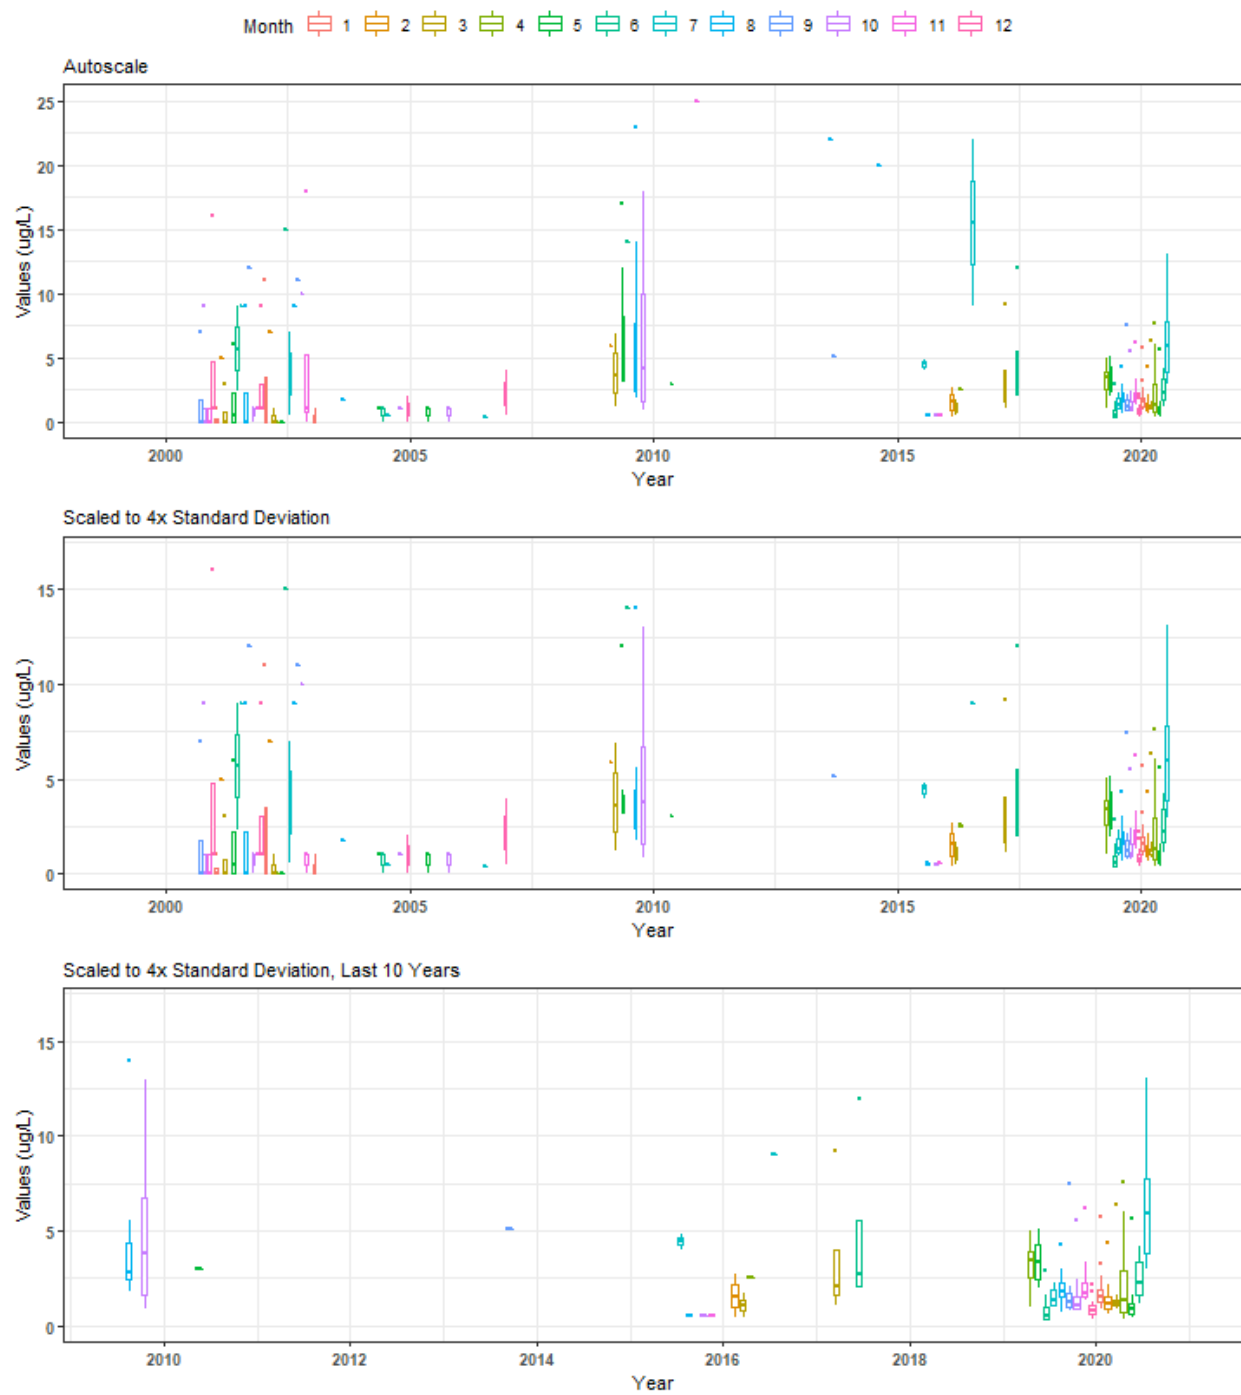 Month 1 2 3 4 5 6 7 8 9 10 11 12
Autoscale
25
20
15
10
5
0
Values (ug/L)
2000 2005 2010 2015 2020
Year
Scaled to 4x Standard Deviation
15
10
5
0
Values (ug/L)
2000 2005 2010 2015 2020
Year
Scaled to 4x Standard Deviation, Last 10 Years
15
10
5
0
Values (ug/L)
2010 2012 2014 2016 2018 2020
Year